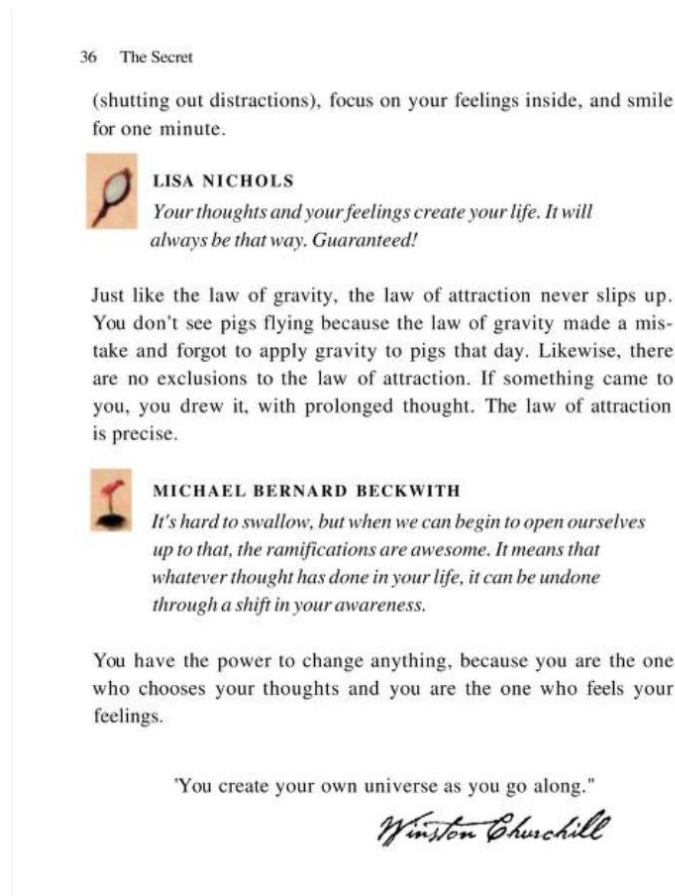 36 The Secret
(shutting out distractions), focus on your feelings inside, and smile
for one minute.
LISA NICHOLS
Your thoughts and your feelings create your life. It will
always be that way. Guaranteed!
Just like the law of gravity, the law of attraction never slips up.
You don't see pigs flying because the law of gravity made a mis-
take and forgot to apply gravity to pigs that day. Likewise, there
are no exclusions to the law of attraction. If something came to
you, you drew it, with prolonged thought. The law of attraction
is precise.
MICHAEL BERNARD BECKWITH
It's hard to swallow, but when we can begin to open ourselves
up to that, the ramifications are awesome. It means that
whatever thought has done in your life, it can be undone
through a shift in your awareness.
You have the power to change anything, because you are the one
who chooses your thoughts and you are the one who feels your
feelings.
'You create your own universe as you go along."
Winston Churchill